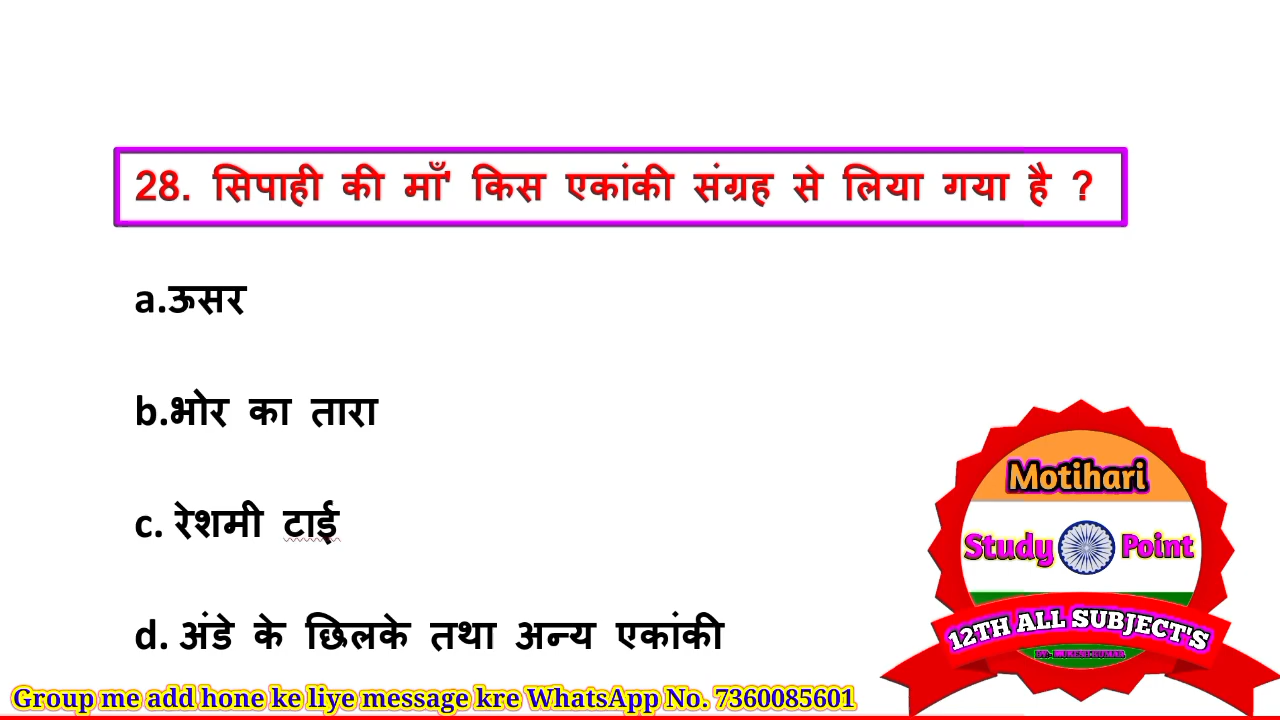 28. सिपाही की माँ' किस एकांकी संग्रह से लिया गया है ?
a.ऊसर
b.भोर का तारा
c. रेशमी टाई
d. अंडे के छिलके तथा अन्य एकांकी
Motihari
Study Point
12TH ALL SUBJECT'S
Group me add hone ke liye message kre WhatsApp No. 7360085601